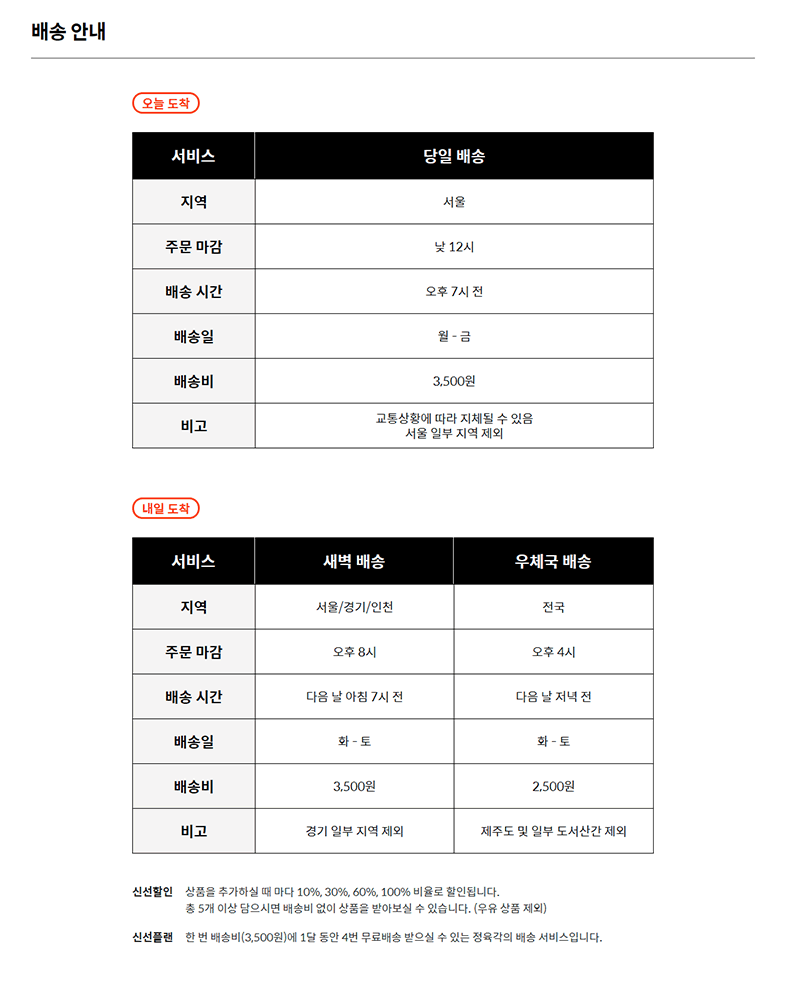 배송 안내
오늘 도착
서비스 당일 배송
지역 서울
주문 마감 낮 12시
배송 시간 오후 7시 전
배송일 월 - 금
배송비 3,500원
비고 교통상황에 따라 지체될 수 있음
서울 일부 지역 제외
내일 도착
서비스 새벽 배송 우체국 배송
지역 서울/경기/인천 전국
주문 마감 오후 8시 오후 4시
배송 시간 다음 날 아침 7시 전 다음 날 저녁 전
배송일 화 - 토 화 - 토
배송비 3,500원 2,500원
비고 경기 일부 지역 제외 제주도 및 일부 도서산간 제외
신선할인 상품을 추가하실 때 마다 10%, 30%, 60%, 100% 비율로 할인됩니다.
총 5개 이상 담으시면 배송비 없이 상품을 받아보실 수 있습니다. (우유 상품 제외)
신선플랜 한 번 배송비(3,500원)에 1달 동안 4번 무료배송 받으실 수 있는 정육각의 배송 서비스입니다.